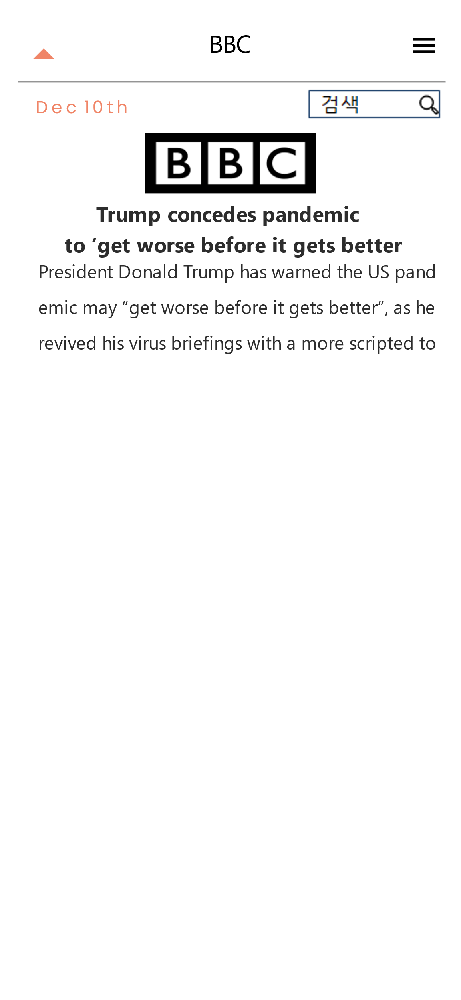 BBC
Dec 10th
검색
BBC
Trump concedes pandemic
to ‘get worse before it gets better
President Donald Trump has warned the US pand
emic may “get worse before it gets better”, as he
revived his virus briefings with a more scripted to